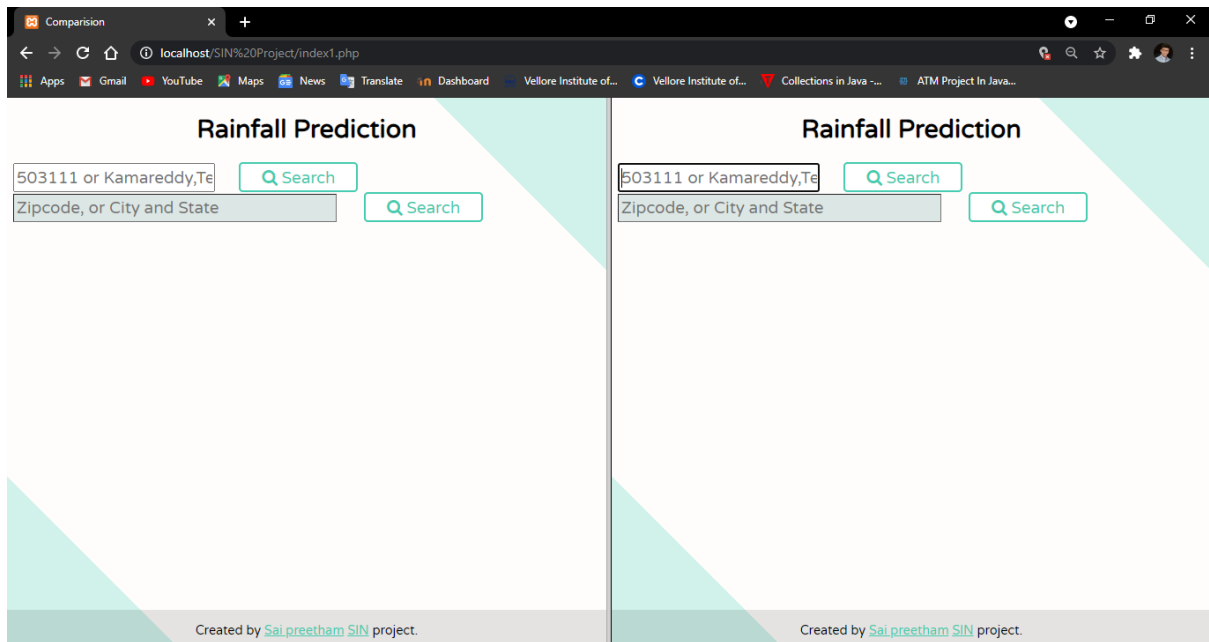 Comparision
localhost/SIN%20Project/index1.php
Apps Gmail YouTube Maps News Translate Dashboard Vellore Institute of... Vellore Institute of... Collections in Java -... ATM Project In Java...
Rainfall Prediction
503111 or Kamareddy,Te Search
Zipcode, or City and State Search
Created by Sai preetham SIN project.
Rainfall Prediction
503111 or Kamareddy,Te Search
Zipcode, or City and State Search
Created by Sai preetham SIN project.